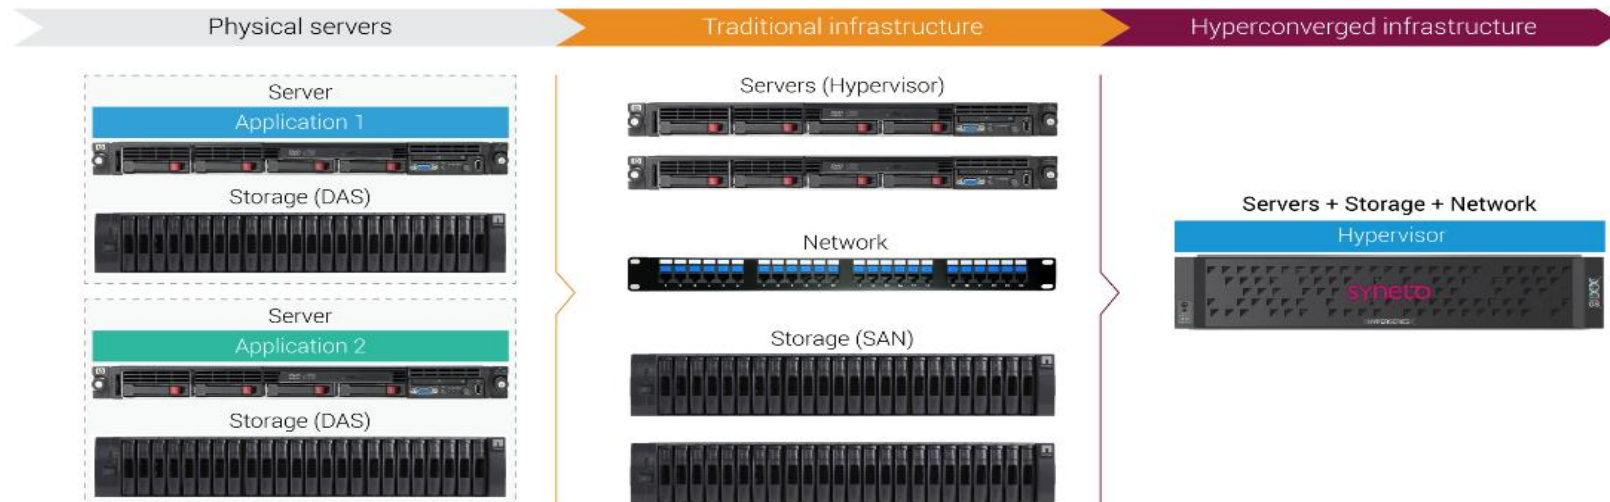 Physical servers
Traditional infrastructure
Hyperconverged infrastructure
Server
Application 1
Storage (DAS)
Server
Application 2
Storage (DAS)
Servers (Hypervisor)
Network
Storage (SAN)
Servers + Storage + Network
Hypervisor
syneto